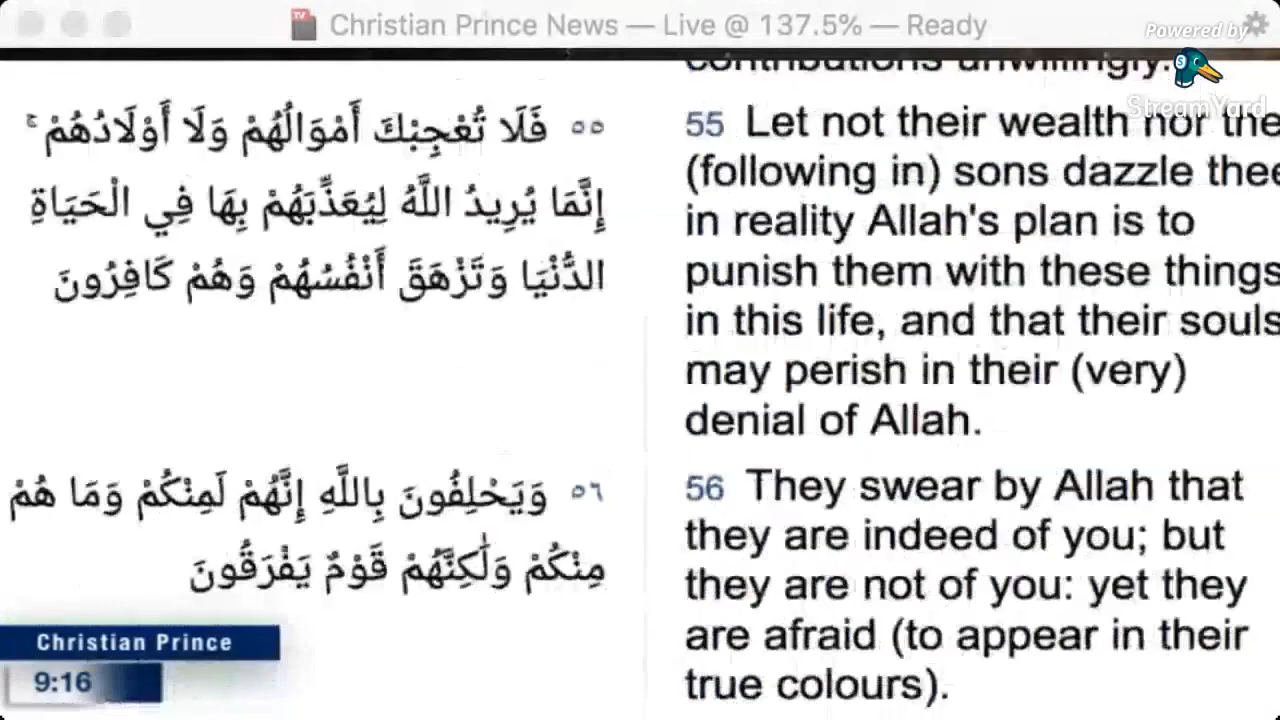 Christian Prince News — Live @ 137.5% — Ready
Powered by
StreamYard
contributions unwillingly.
٥٥ فَلَا تُعْجِبْكَ أَمْوَالُهُمْ وَلَا أَوْلَادُهُمْ ۚ
إِنَّمَا يُرِيدُ اللَّهُ لِيُعَذِّبَهُمْ بِهَا فِي الْحَيَاةِ
الدُّنْيَا وَتَزْهَقَ أَنْفُسُهُمْ وَهُمْ كَافِرُونَ
55 Let not their wealth nor the
(following in) sons dazzle thee
in reality Allah's plan is to
punish them with these things
in this life, and that their souls
may perish in their (very)
denial of Allah.
٥٦ وَيَحْلِفُونَ بِاللَّهِ إِنَّهُمْ لَمِنْكُمْ وَمَا هُمْ
مِنْكُمْ وَلَٰكِنَّهُمْ قَوْمٌ يَفْرَقُونَ
56 They swear by Allah that
they are indeed of you; but
they are not of you: yet they
are afraid (to appear in their
true colours).
Christian Prince
9:16